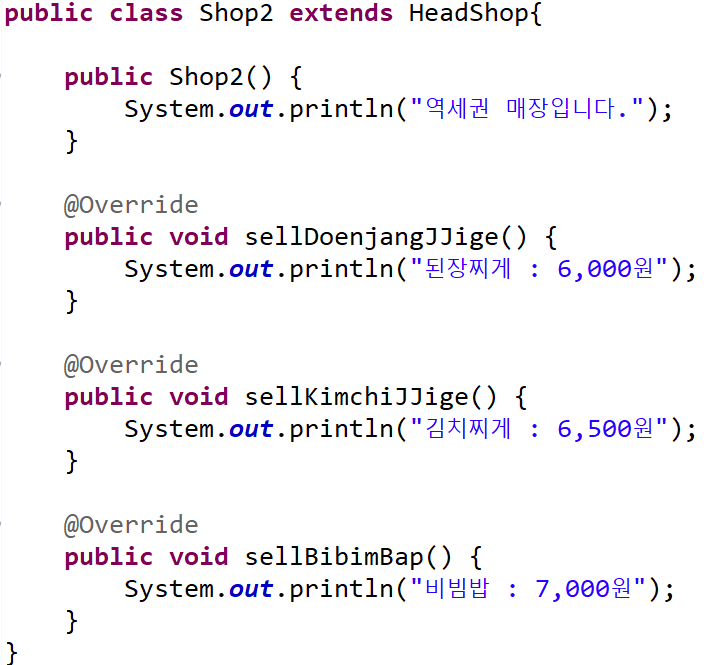 public class Shop2 extends HeadShop{
public Shop2() {
System.out.println("역세권 매장입니다.");
}
@Override
public void sellDoenjangJJige() {
System.out.println("된장찌게 : 6,000원");
}
@Override
public void sellKimchiJJige() {
System.out.println("김치찌게 : 6,500원");
}
@Override
public void sellBibimBap() {
System.out.println("비빔밥 : 7,000원");
}
}